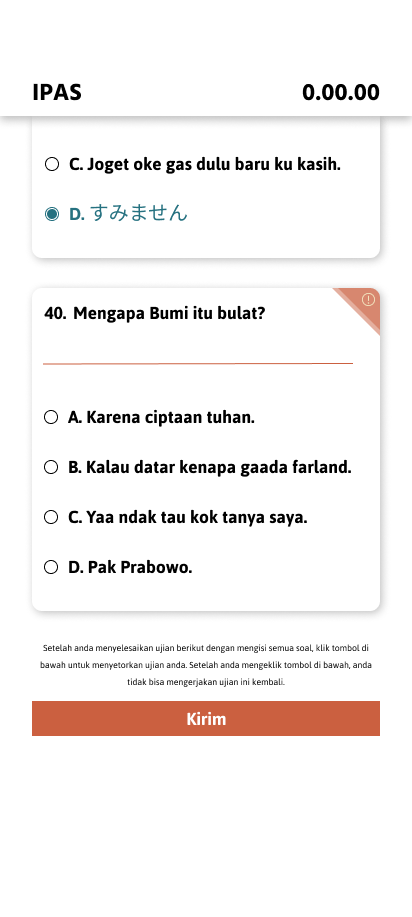 IPAS
0.00.00
C. Joget oke gas dulu baru ku kasih.
D. すみません
40. Mengapa Bumi itu bulat?
A. Karena ciptaan tuhan.
B. Kalau datar kenapa gaada farland.
C. Yaa ndak tau kok tanya saya.
D. Pak Prabowo.
Setelah anda menyelesaikan ujian berikut dengan mengisi semua soal, klik tombol di
bawah untuk menyetorkan ujian anda. Setelah anda mengeklik tombol di bawah, anda
tidak bisa mengerjakan ujian ini kembali.
Kirim